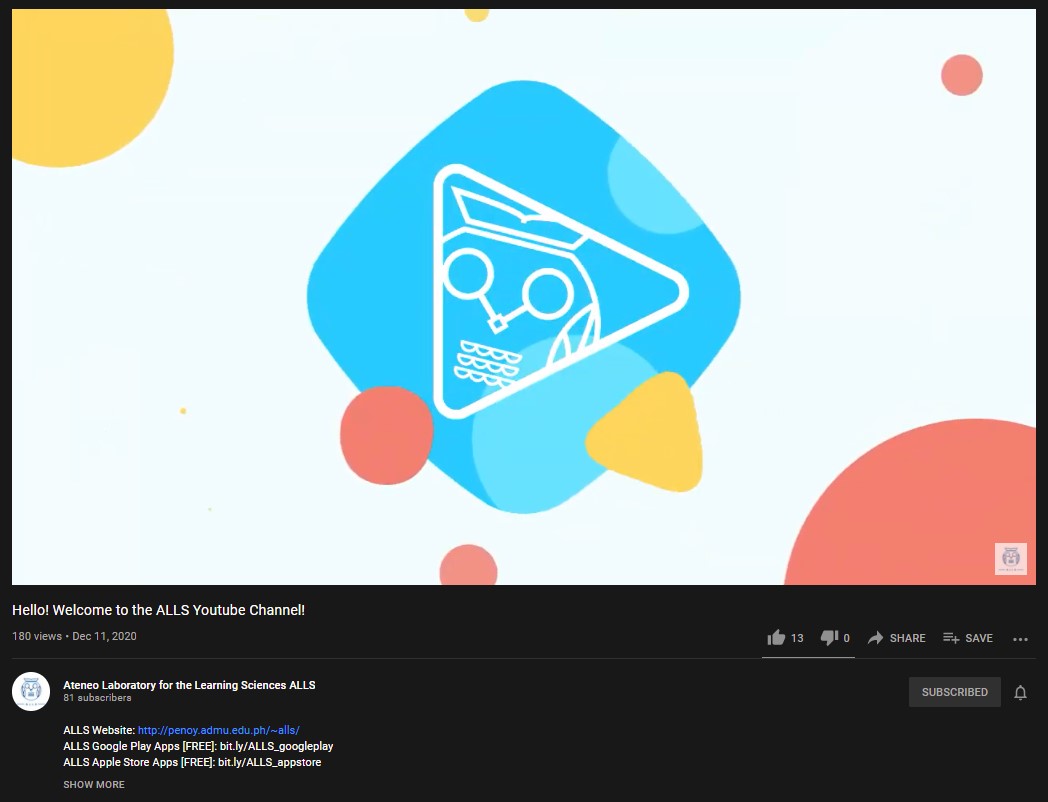 Hello! Welcome to the ALLS Youtube Channel!
180 views • Dec 11, 2020
13 0 SHARE SAVE
Ateneo Laboratory for the Learning Sciences ALLS
81 subscribers
SUBSCRIBED
ALLS Website: http://penoy.admu.edu.ph/~alls/
ALLS Google Play Apps [FREE]: bit.ly/ALLS_googleplay
ALLS Apple Store Apps [FREE]: bit.ly/ALLS_appstore
SHOW MORE